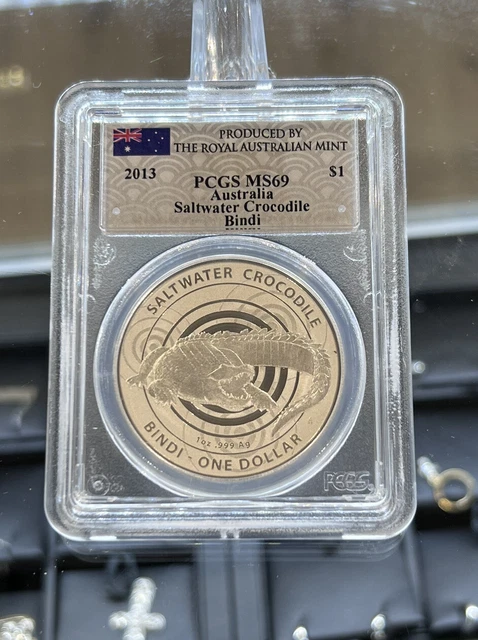 PRODUCED BY
THE ROYAL AUSTRALIAN MINT
2013
$1
PCGS MS69
Australia
Saltwater Crocodile
Bindi
SALTWATER CROCODILE
1oz .999 Ag
BINDI - ONE DOLLAR
PCGS